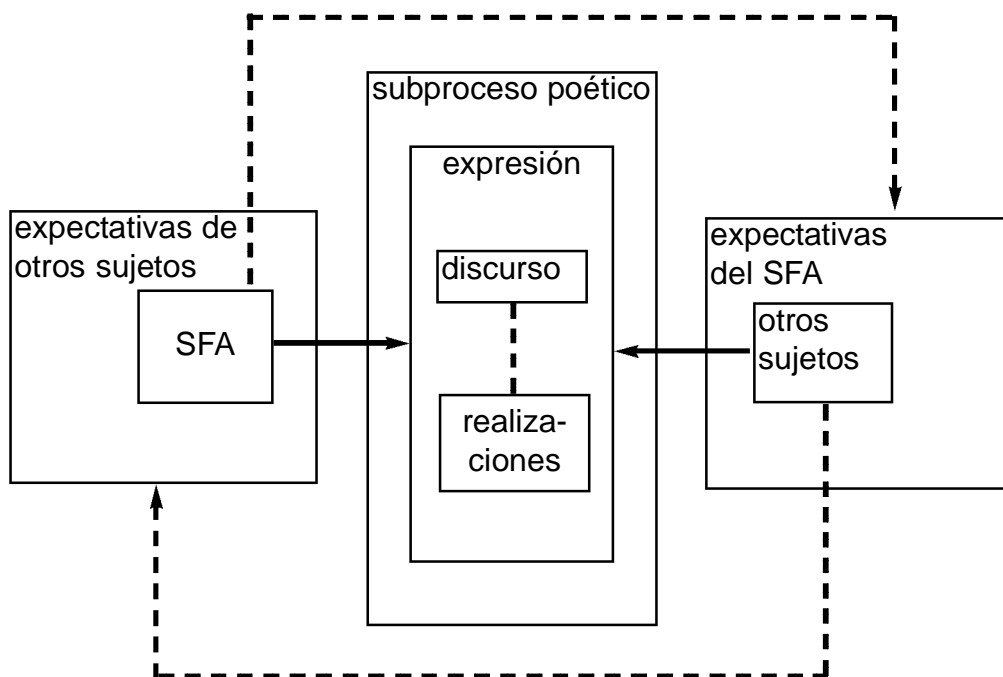 subproceso poético
expresión
discurso
realiza-
ciones
expectativas de
otros sujetos
SFA
expectativas
del SFA
otros
sujetos